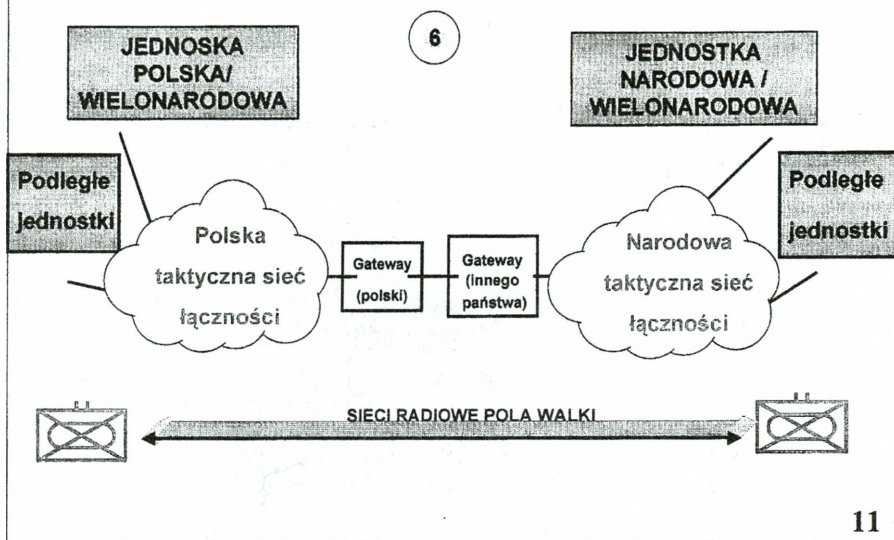 6
JEDNOSKA
POLSKA/
WIELONARODOWA
JEDNOSTKA
NARODOWA /
WIELONARODOWA
Podległe
jednostki
Podległe
jednostki
Polska
taktyczna sieć
łączności
Gateway
(polski)
Gateway
(innego
państwa)
Narodowa
taktyczna sieć
łączności
SIECI RADIOWE POLA WALKI
11